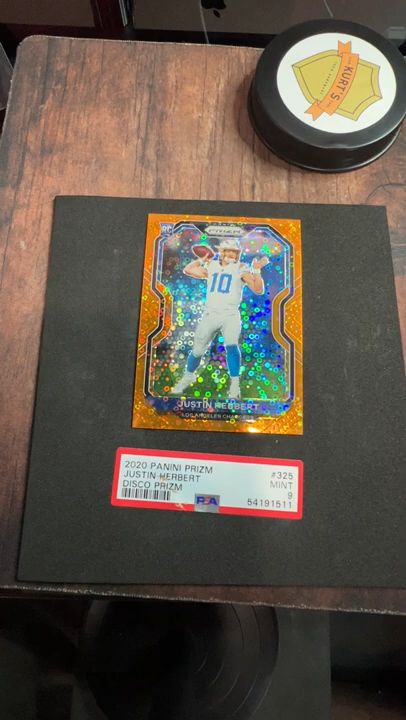 KURT'S
RC
PRIZM
10
JUSTIN HERBERT
LOS ANGELES CHARGERS
2020 PANINI PRIZM #325
JUSTIN HERBERT MINT
DISCO PRIZM 9
PSA 54191511